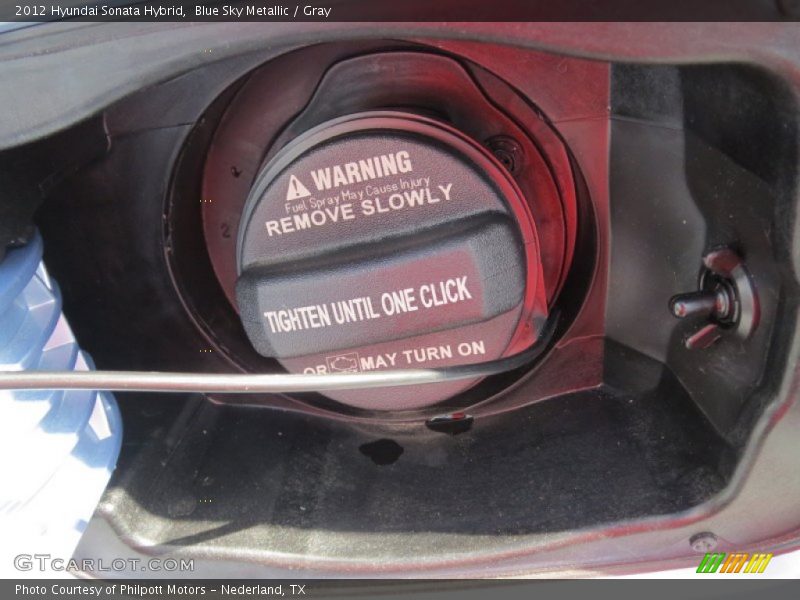 2012 Hyundai Sonata Hybrid, Blue Sky Metallic / Gray
WARNING
Fuel Spray May Cause Injury
REMOVE SLOWLY
TIGHTEN UNTIL ONE CLICK
OR MAY TURN ON
GTCARLOT.COM
Photo Courtesy of Philpott Motors - Nederland, TX